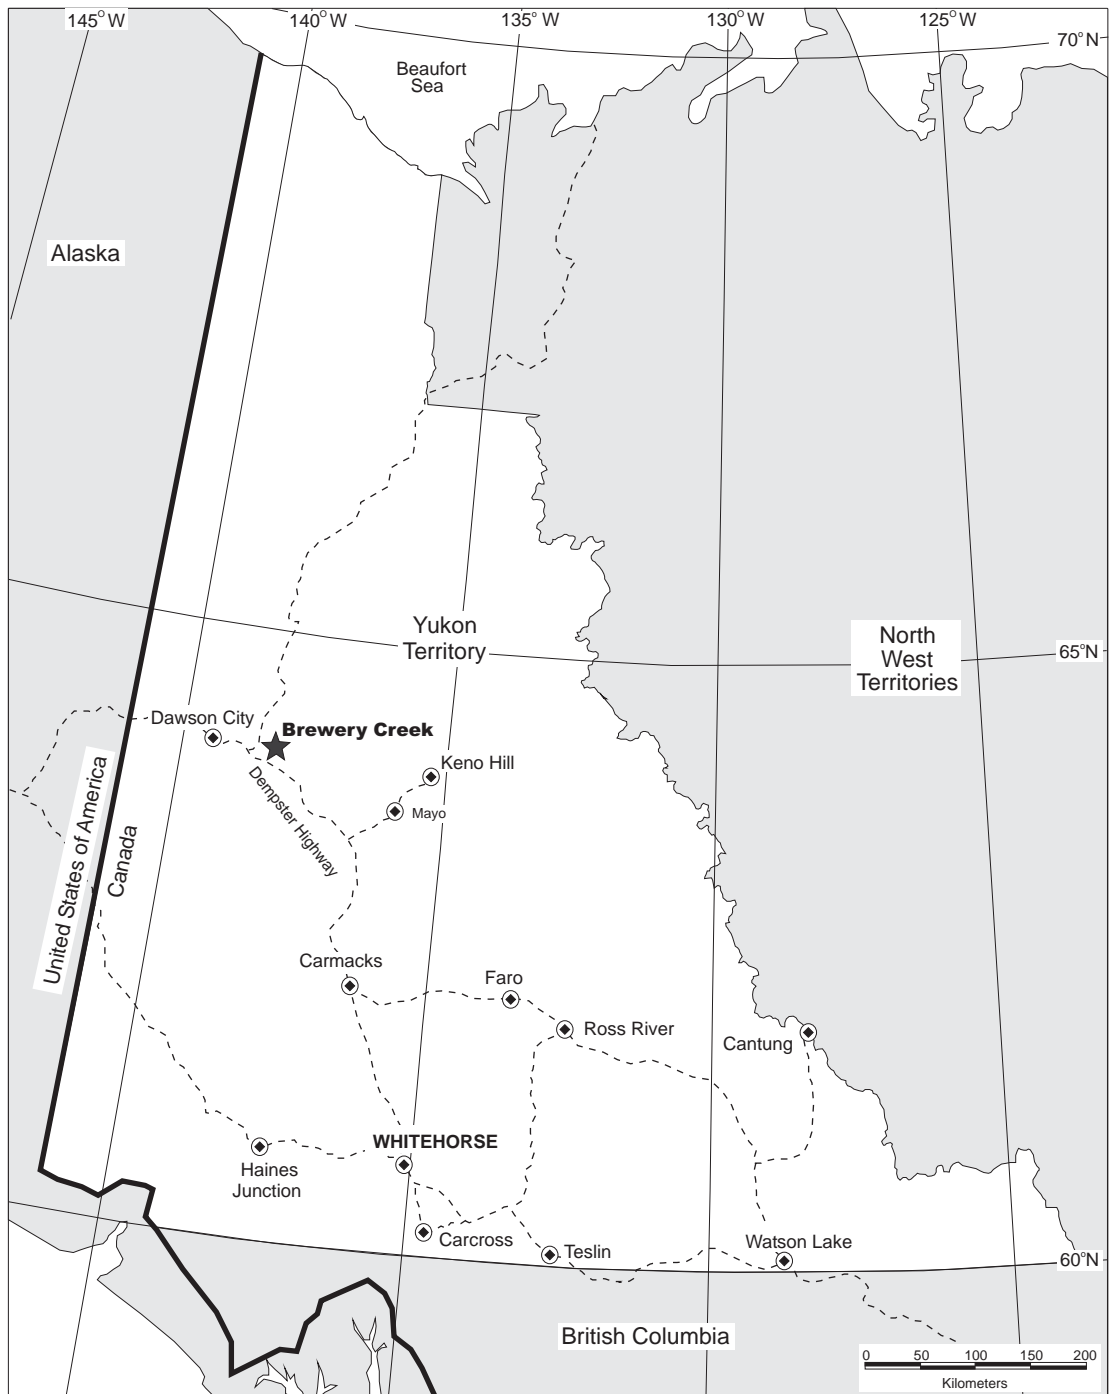 145°W
140°W
135°W
130°W
125°W
70°N
Beaufort
Sea
Alaska
Yukon
Territory
North
West
Territories
65°N
Dawson City
Brewery Creek
Keno Hill
Mayo
Dempster Highway
United States of America
Canada
Carmacks
Faro
Ross River
Cantung
WHITEHORSE
Haines
Junction
Carcross
Teslin
Watson Lake
60°N
British Columbia
0 50 100 150 200
Kilometers